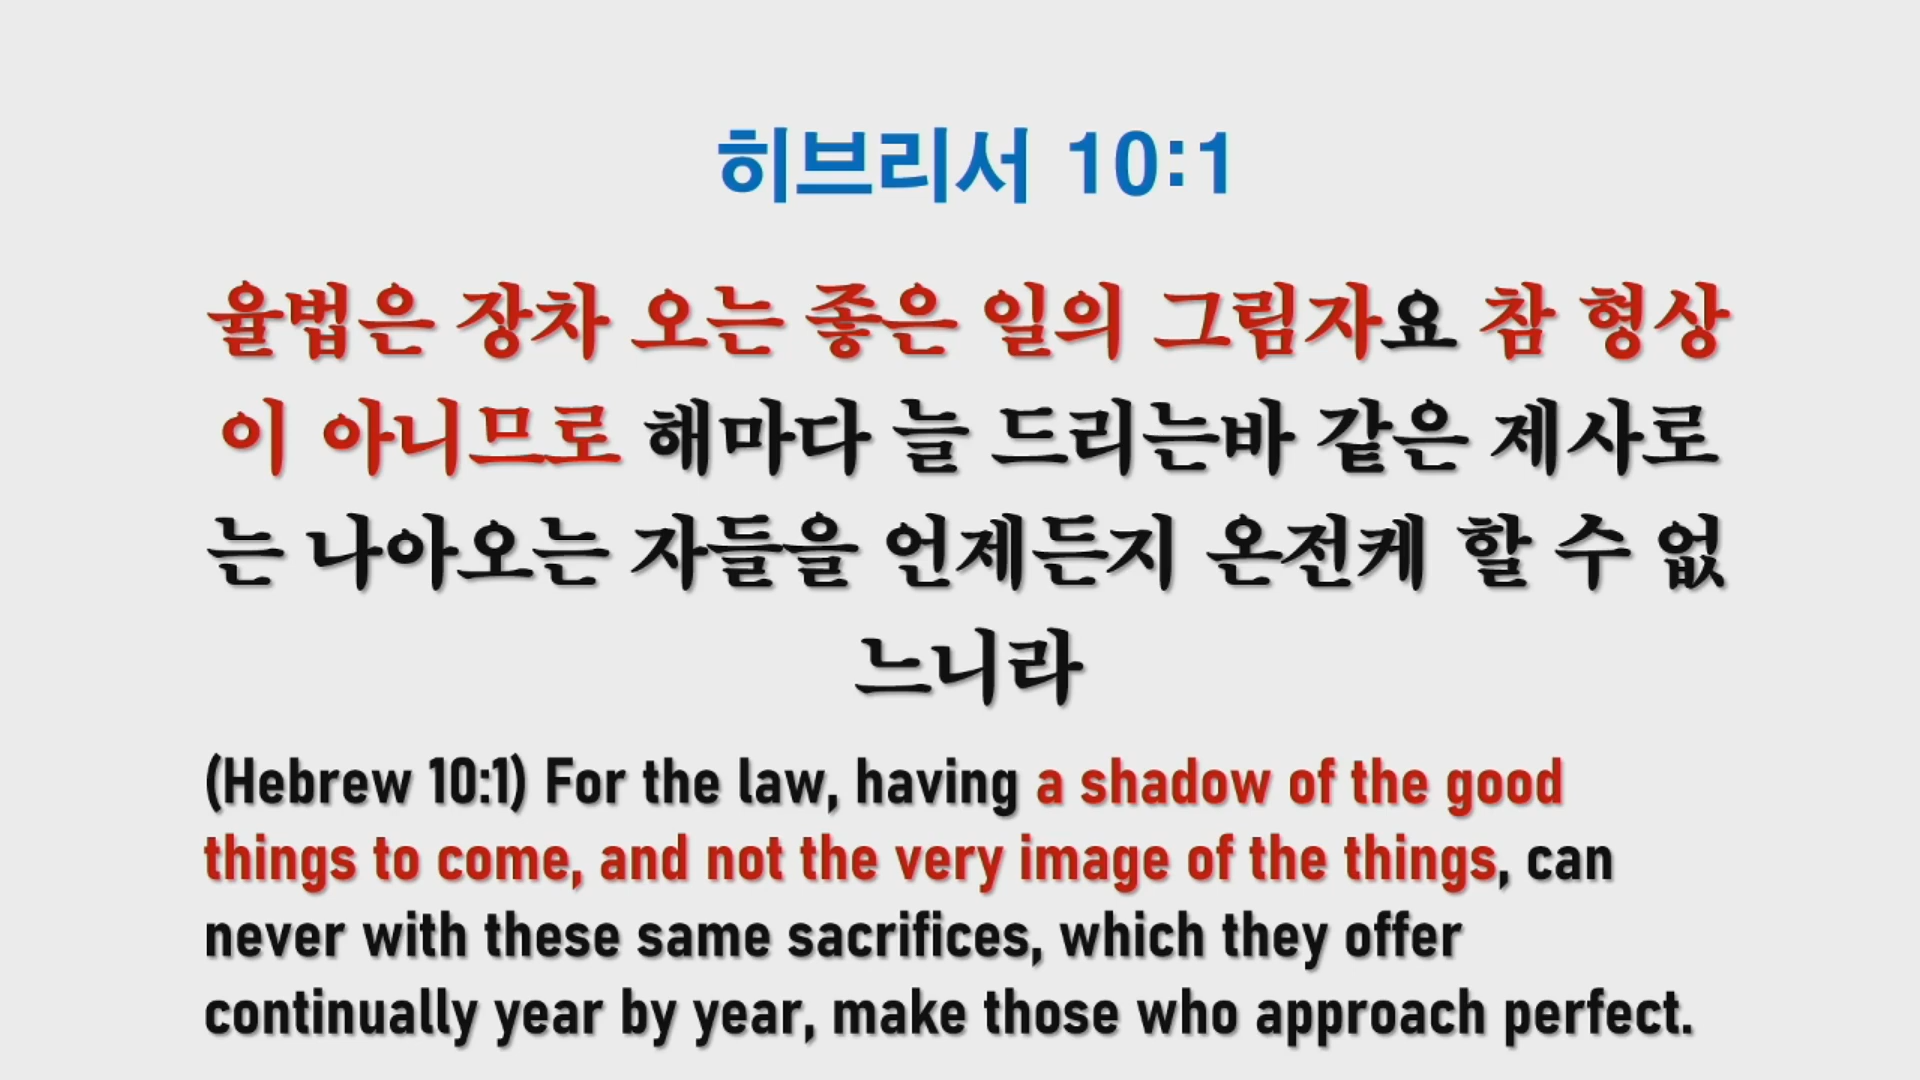 히브리서 10:1
율법은 장차 오는 좋은 일의 그림자요 참 형상
이 아니므로 해마다 늘 드리는바 같은 제사로
는 나아오는 자들을 언제든지 온전케 할 수 없
느니라
(Hebrew 10:1) For the law, having a shadow of the good
things to come, and not the very image of the things, can
never with these same sacrifices, which they offer
continually year by year, make those who approach perfect.